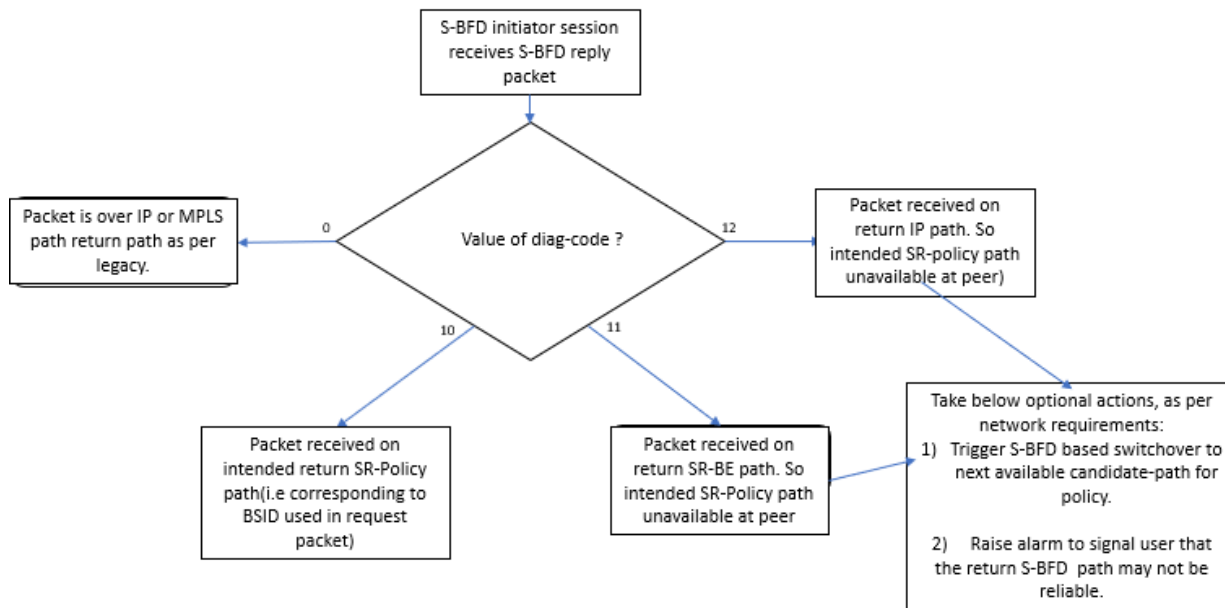 S-BFD initiator session
receives S-BFD reply
packet
Packet is over IP or MPLS
path return path as per
legacy.
0
Value of diag-code ?
12
Packet received on
return IP path. So
intended SR-policy path
unavailable at peer)
10
11
Packet received on
intended return SR-Policy
path(i.e corresponding to
BSID used in request
packet)
Packet received on
return SR-BE path. So
intended SR-Policy path
unavailable at peer
Take below optional actions, as per
network requirements:
1) Trigger S-BFD based switchover to
next available candidate-path for
policy.
2) Raise alarm to signal user that
the return S-BFD path may not be
reliable.